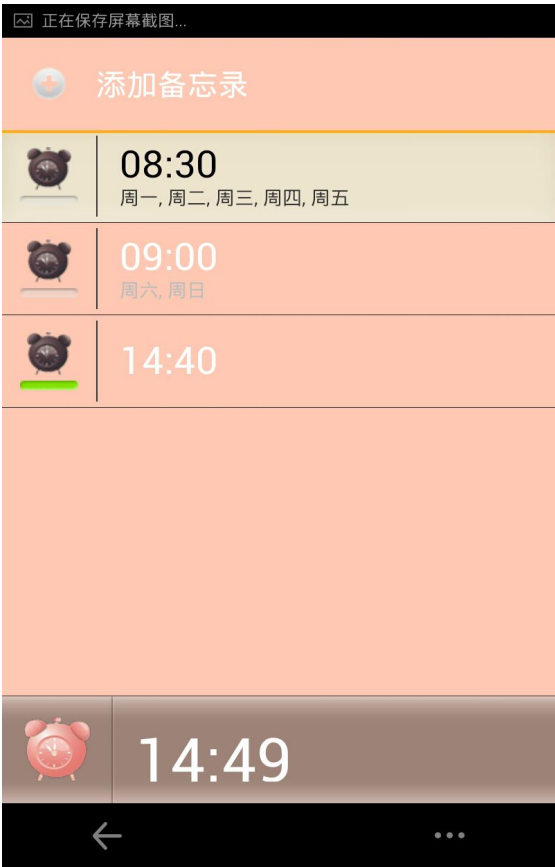 正在保存屏幕截图...
添加备忘录
08:30
周一, 周二, 周三, 周四, 周五
09:00
周六, 周日
14:40
14:49